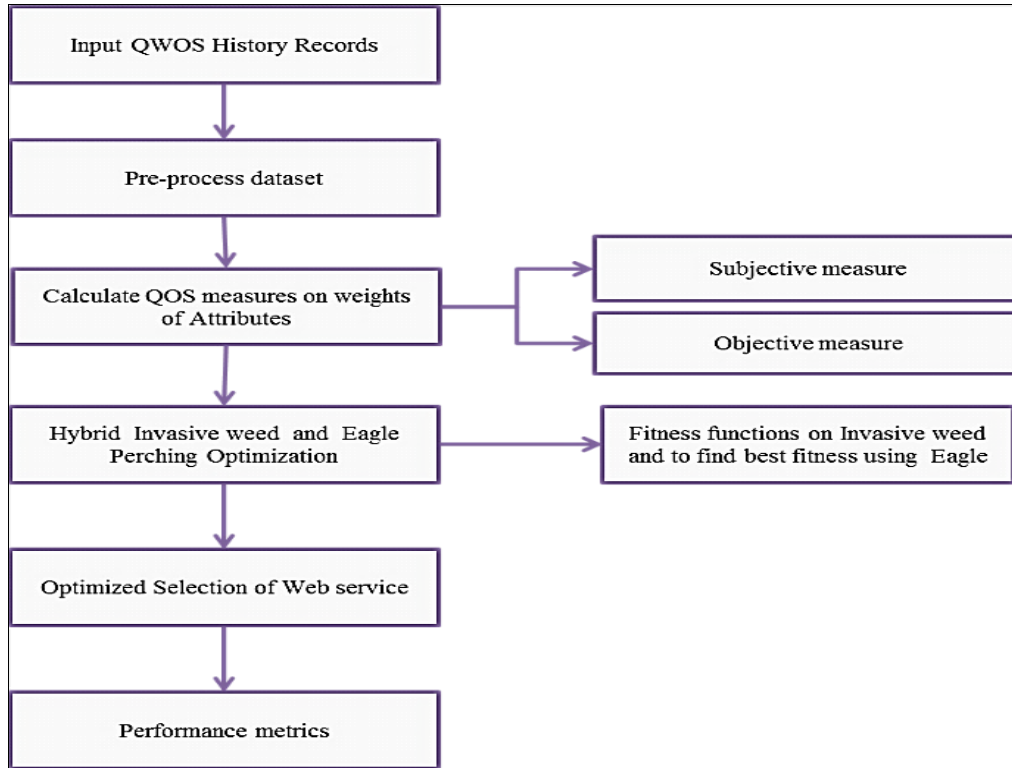 Input QWOS History Records
Pre-process dataset
Calculate QOS measures on weights
of Attributes
Subjective measure
Objective measure
Hybrid Invasive weed and Eagle
Perching Optimization
Fitness functions on Invasive weed
and to find best fitness using Eagle
Optimized Selection of Web service
Performance metrics